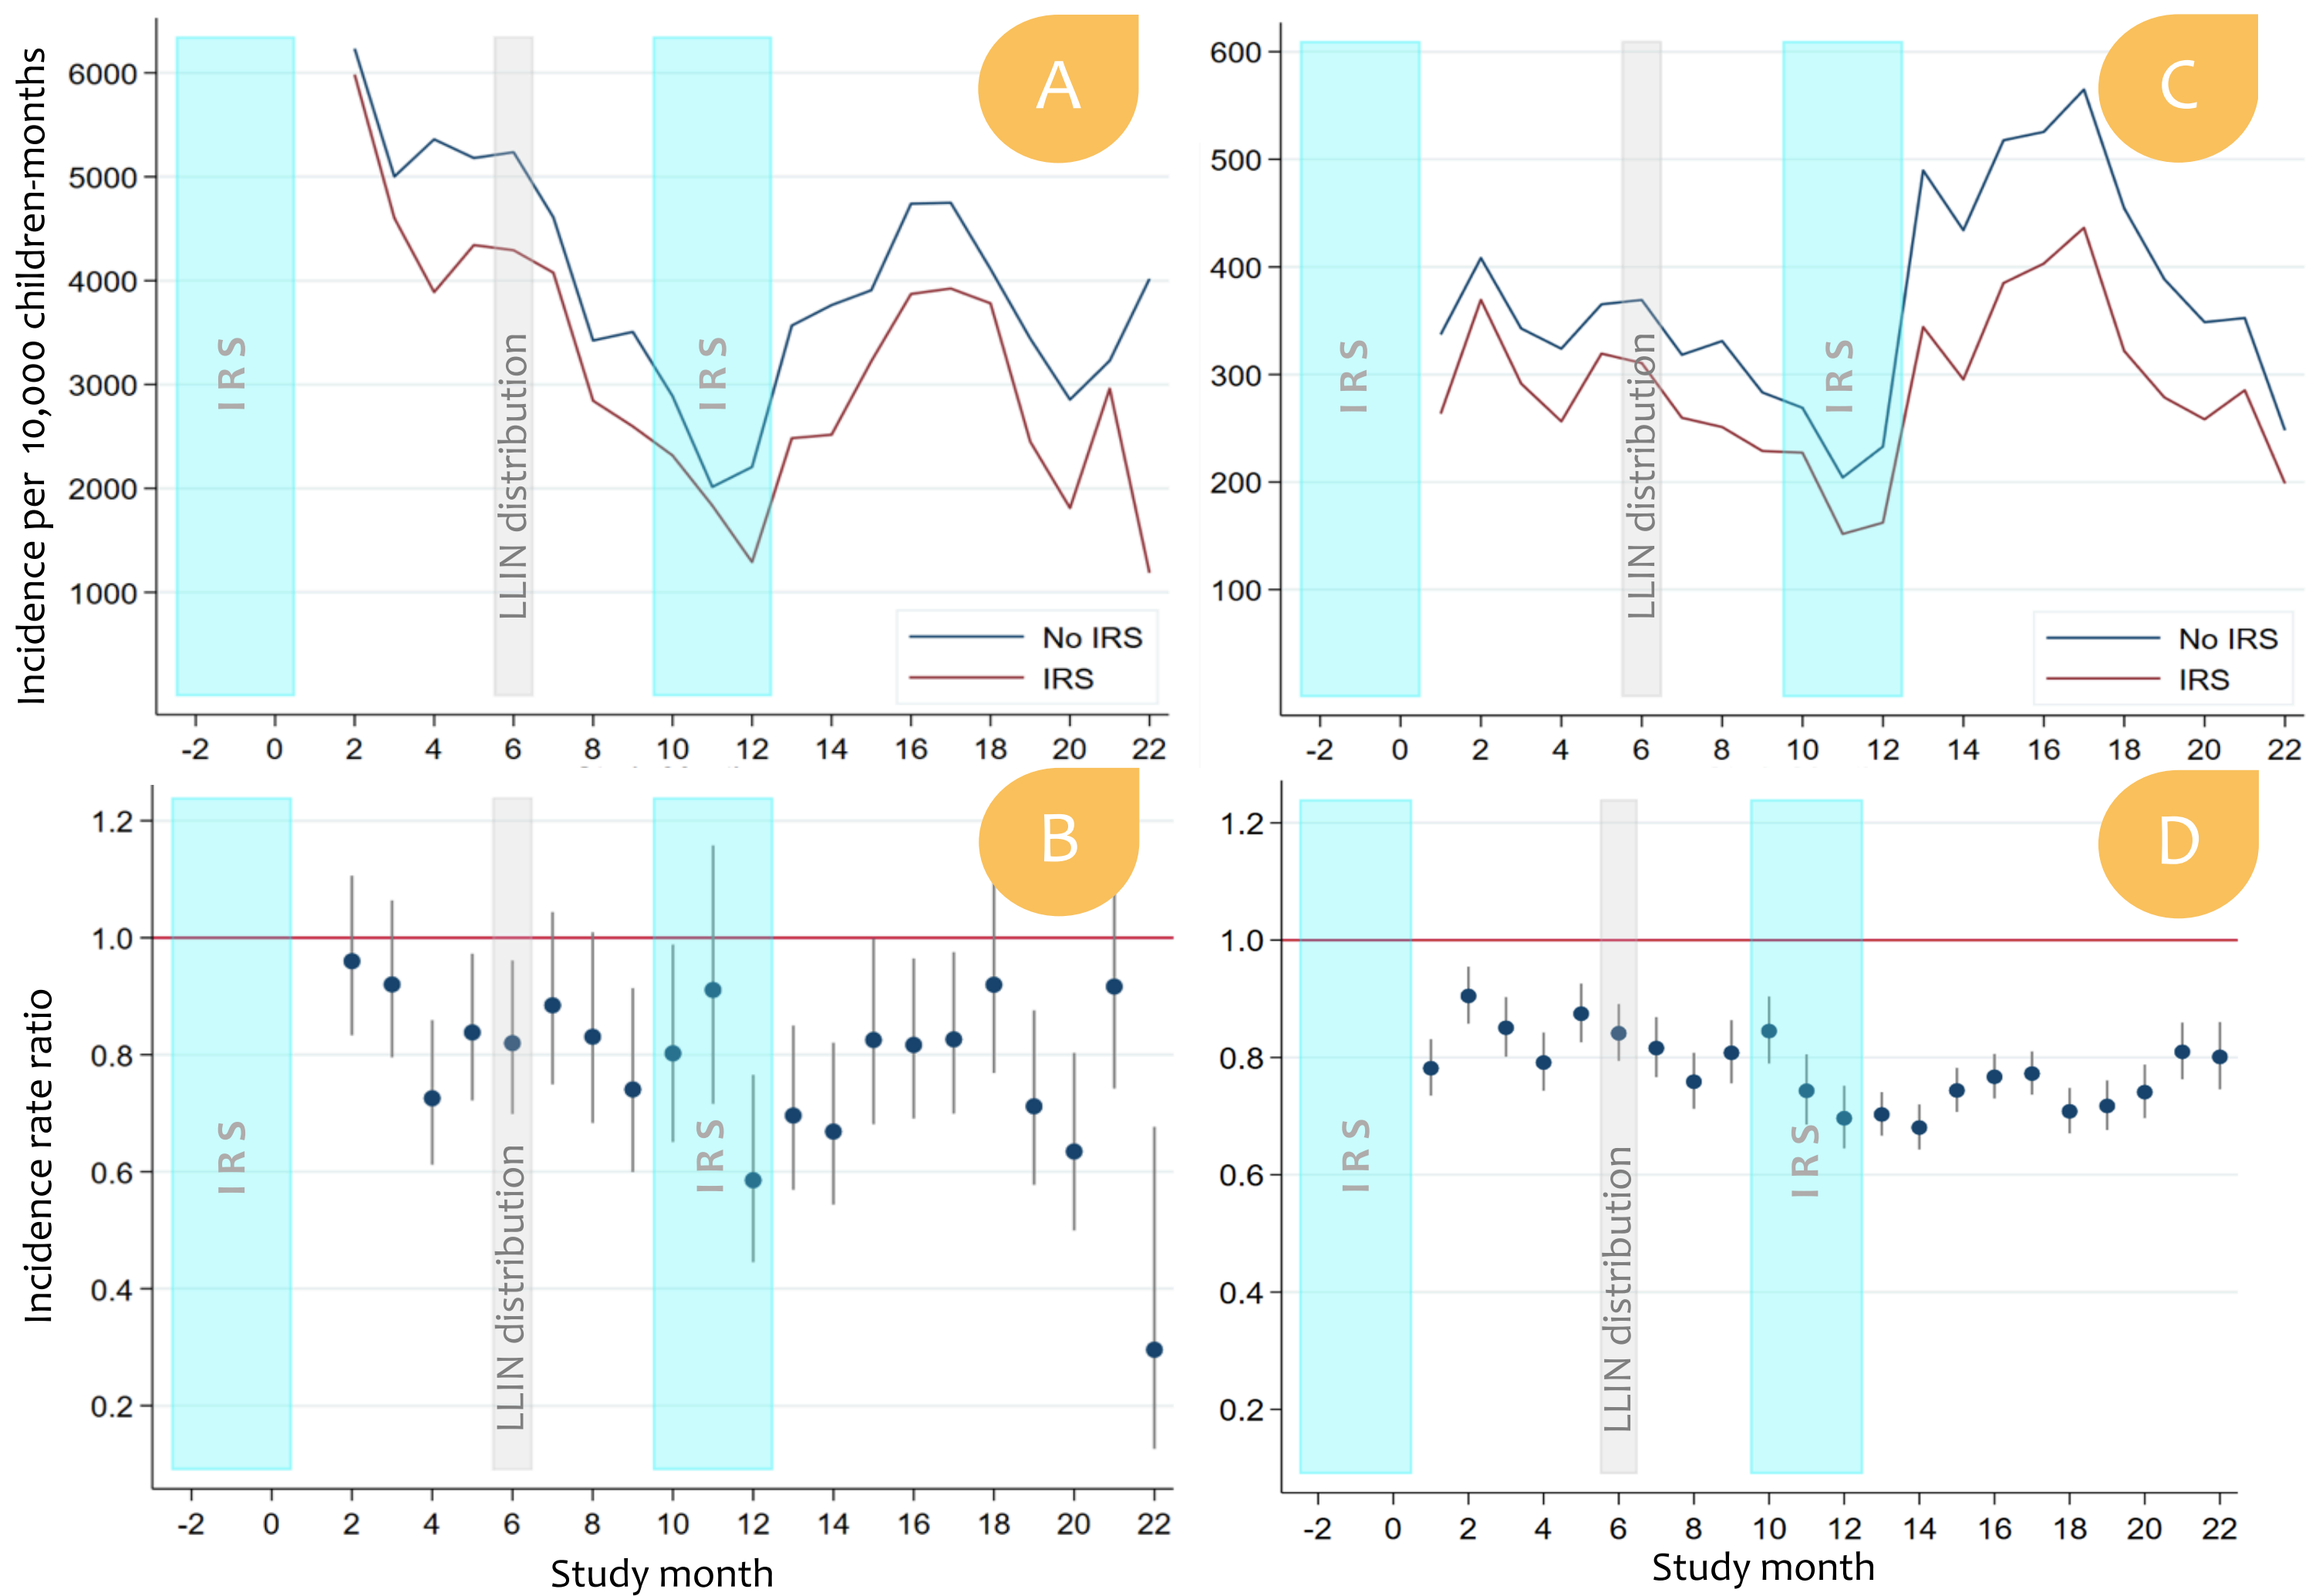 A
Incidence per 10,000 children-months
6000
5000
4000
3000
2000
1000
IRS
LLIN distribution
IRS
No IRS
IRS
-2 0 2 4 6 8 10 12 14 16 18 20 22
C
600
500
400
300
200
100
IRS
LLIN distribution
IRS
No IRS
IRS
-2 0 2 4 6 8 10 12 14 16 18 20 22
B
Incidence rate ratio
1.2
1.0
0.8
0.6
0.4
0.2
IRS
LLIN distribution
IRS
-2 0 2 4 6 8 10 12 14 16 18 20 22
Study month
D
1.2
1.0
0.8
0.6
0.4
0.2
IRS
LLIN distribution
IRS
-2 0 2 4 6 8 10 12 14 16 18 20 22
Study month